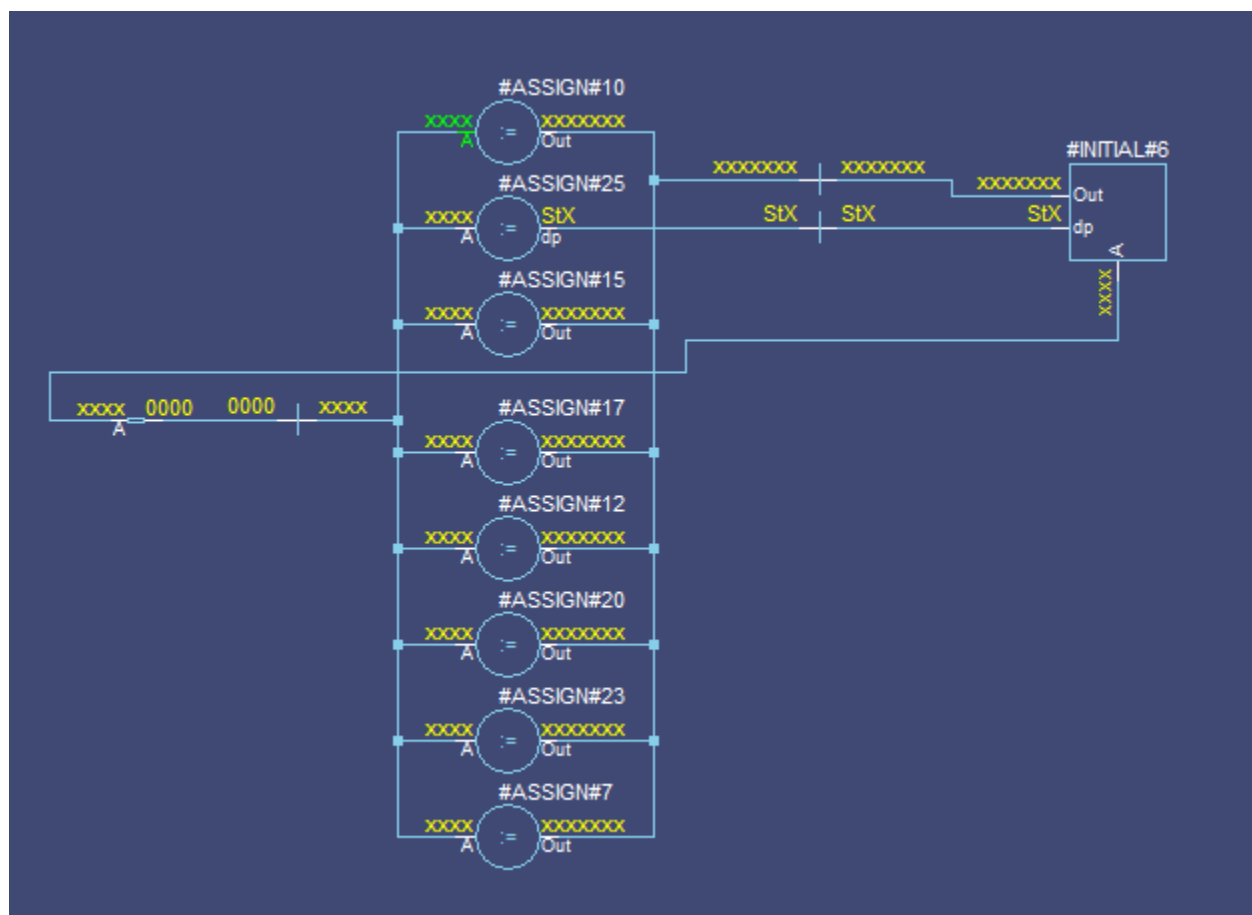 #ASSIGN#10
xxxx := xxxxxxx
A Out
#INITIAL#6
xxxxxxx xxxxxxx xxxxxxx
Out
#ASSIGN#25
xxxx := StX StX StX StX
A dp dp
A
xxxx
#ASSIGN#15
xxxx := xxxxxxx
A Out
xxxx 0000 0000 xxxx
A
#ASSIGN#17
xxxx := xxxxxxx
A Out
#ASSIGN#12
xxxx := xxxxxxx
A Out
#ASSIGN#20
xxxx := xxxxxxx
A Out
#ASSIGN#23
xxxx := xxxxxxx
A Out
#ASSIGN#7
xxxx := xxxxxxx
A Out